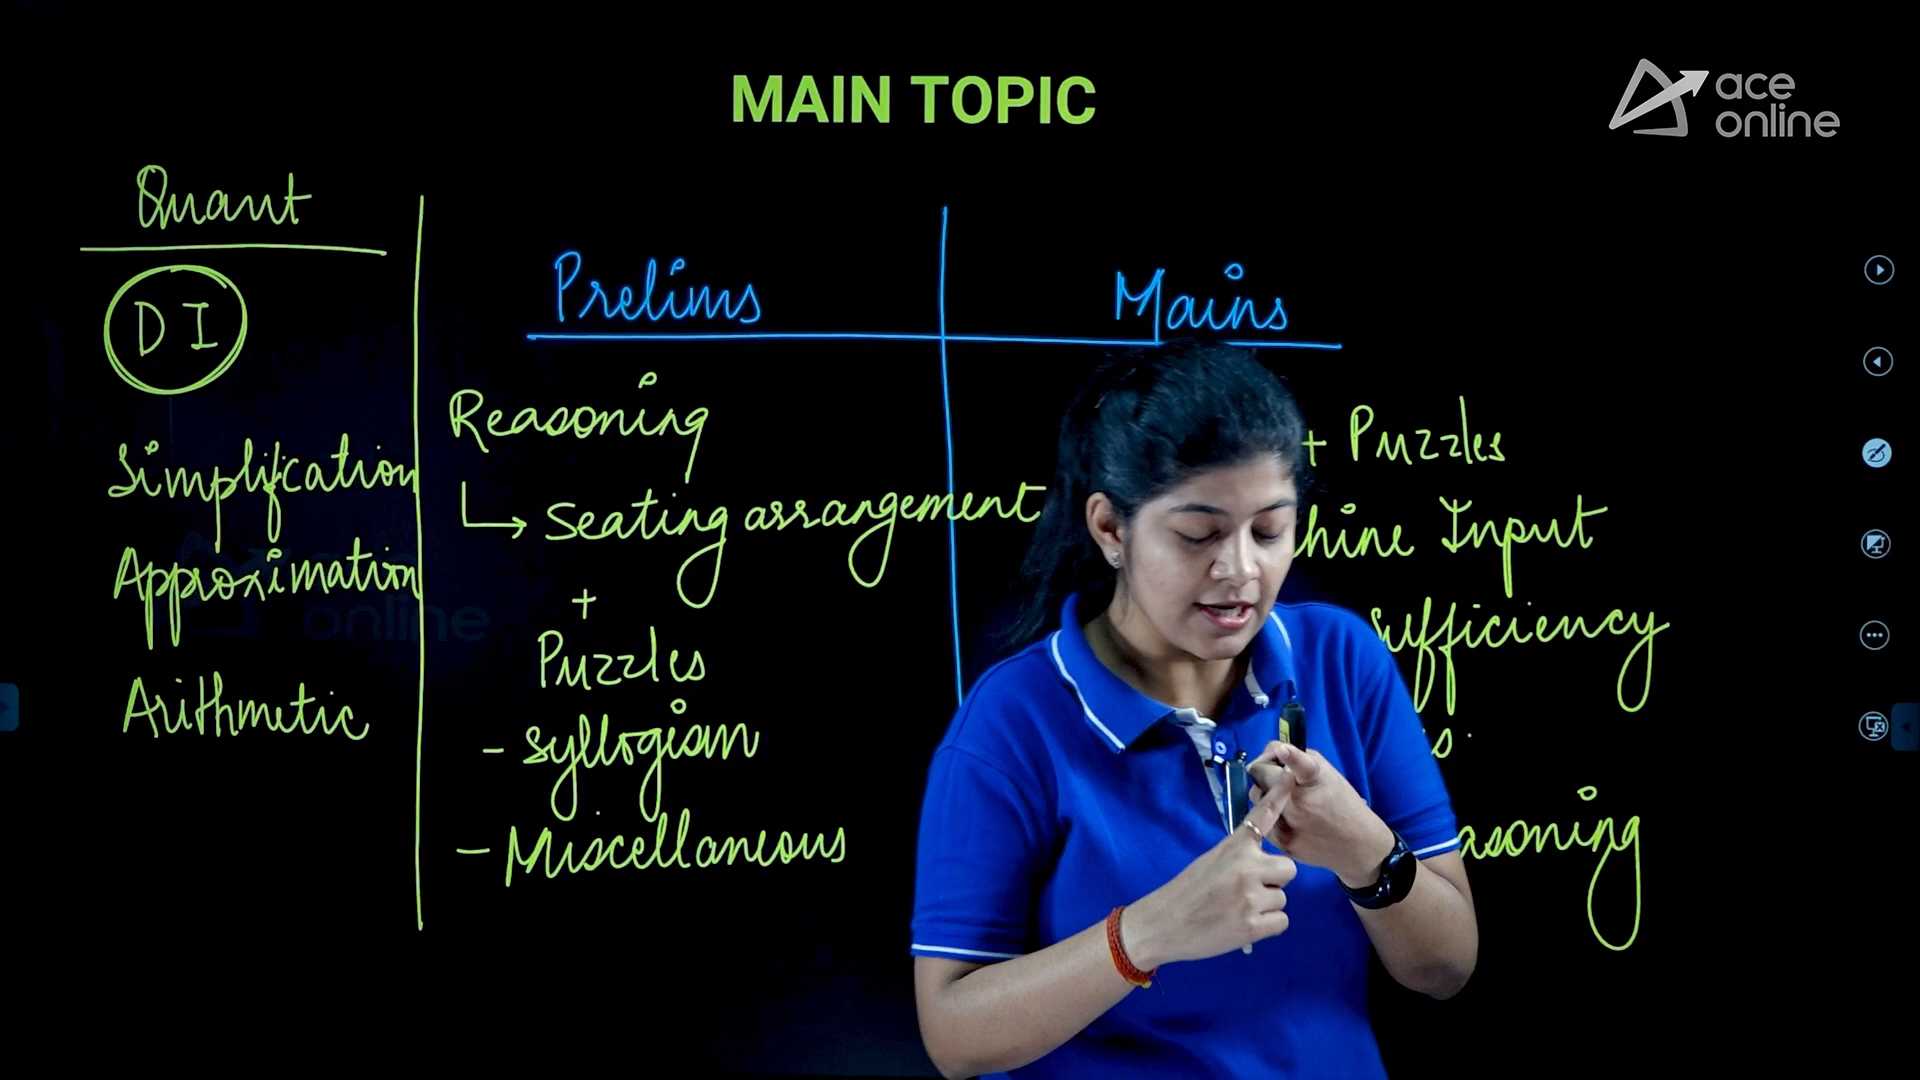 MAIN TOPIC
ace
online
Quant
DI
Simplification
Approximation
Arithmetic
Prelims
Reasoning
Seating arrangement
+
Puzzles
- Syllogism
- Miscellaneous
Mains
+ Puzzles
hine Input
sufficiency
s
asoning
online